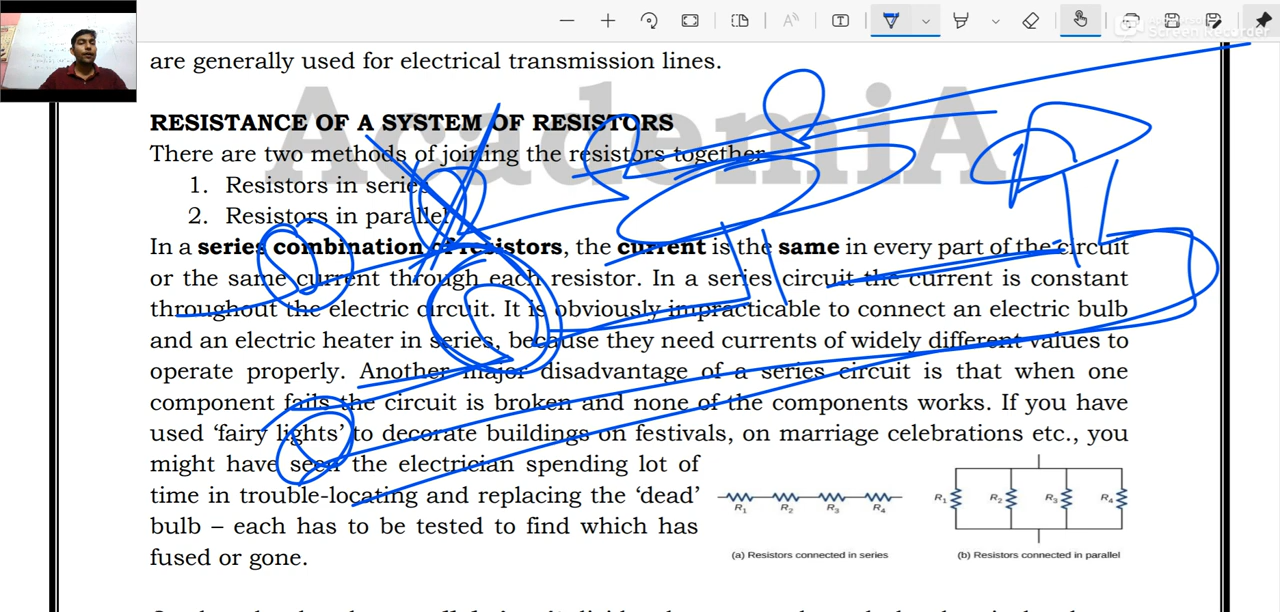 are generally used for electrical transmission lines.
AcademiA
RESISTANCE OF A SYSTEM OF RESISTORS
There are two methods of joining the resistors together
1. Resistors in series
2. Resistors in parallel
In a series combination of resistors, the current is the same in every part of the circuit
or the same current through each resistor. In a series circuit the current is constant
throughout the electric circuit. It is obviously impracticable to connect an electric bulb
and an electric heater in series, because they need currents of widely different values to
operate properly. Another major disadvantage of a series circuit is that when one
component fails the circuit is broken and none of the components works. If you have
used ‘fairy lights’ to decorate buildings on festivals, on marriage celebrations etc., you
might have seen the electrician spending lot of
time in trouble-locating and replacing the ‘dead’
bulb – each has to be tested to find which has
fused or gone.
R1 R2 R3 R4
(a) Resistors connected in series
R1 R2 R3 R4
(b) Resistors connected in parallel
Screen Recorder